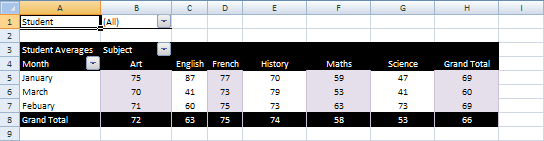 A B C D E F G H I
1 Student (All)
2
3 Student Averages Subject
4 Month Art English French History Maths Science Grand Total
5 January 75 87 77 70 59 47 69
6 March 70 41 73 79 53 41 60
7 Febuary 71 60 75 73 63 73 69
8 Grand Total 72 63 75 74 58 53 66
9